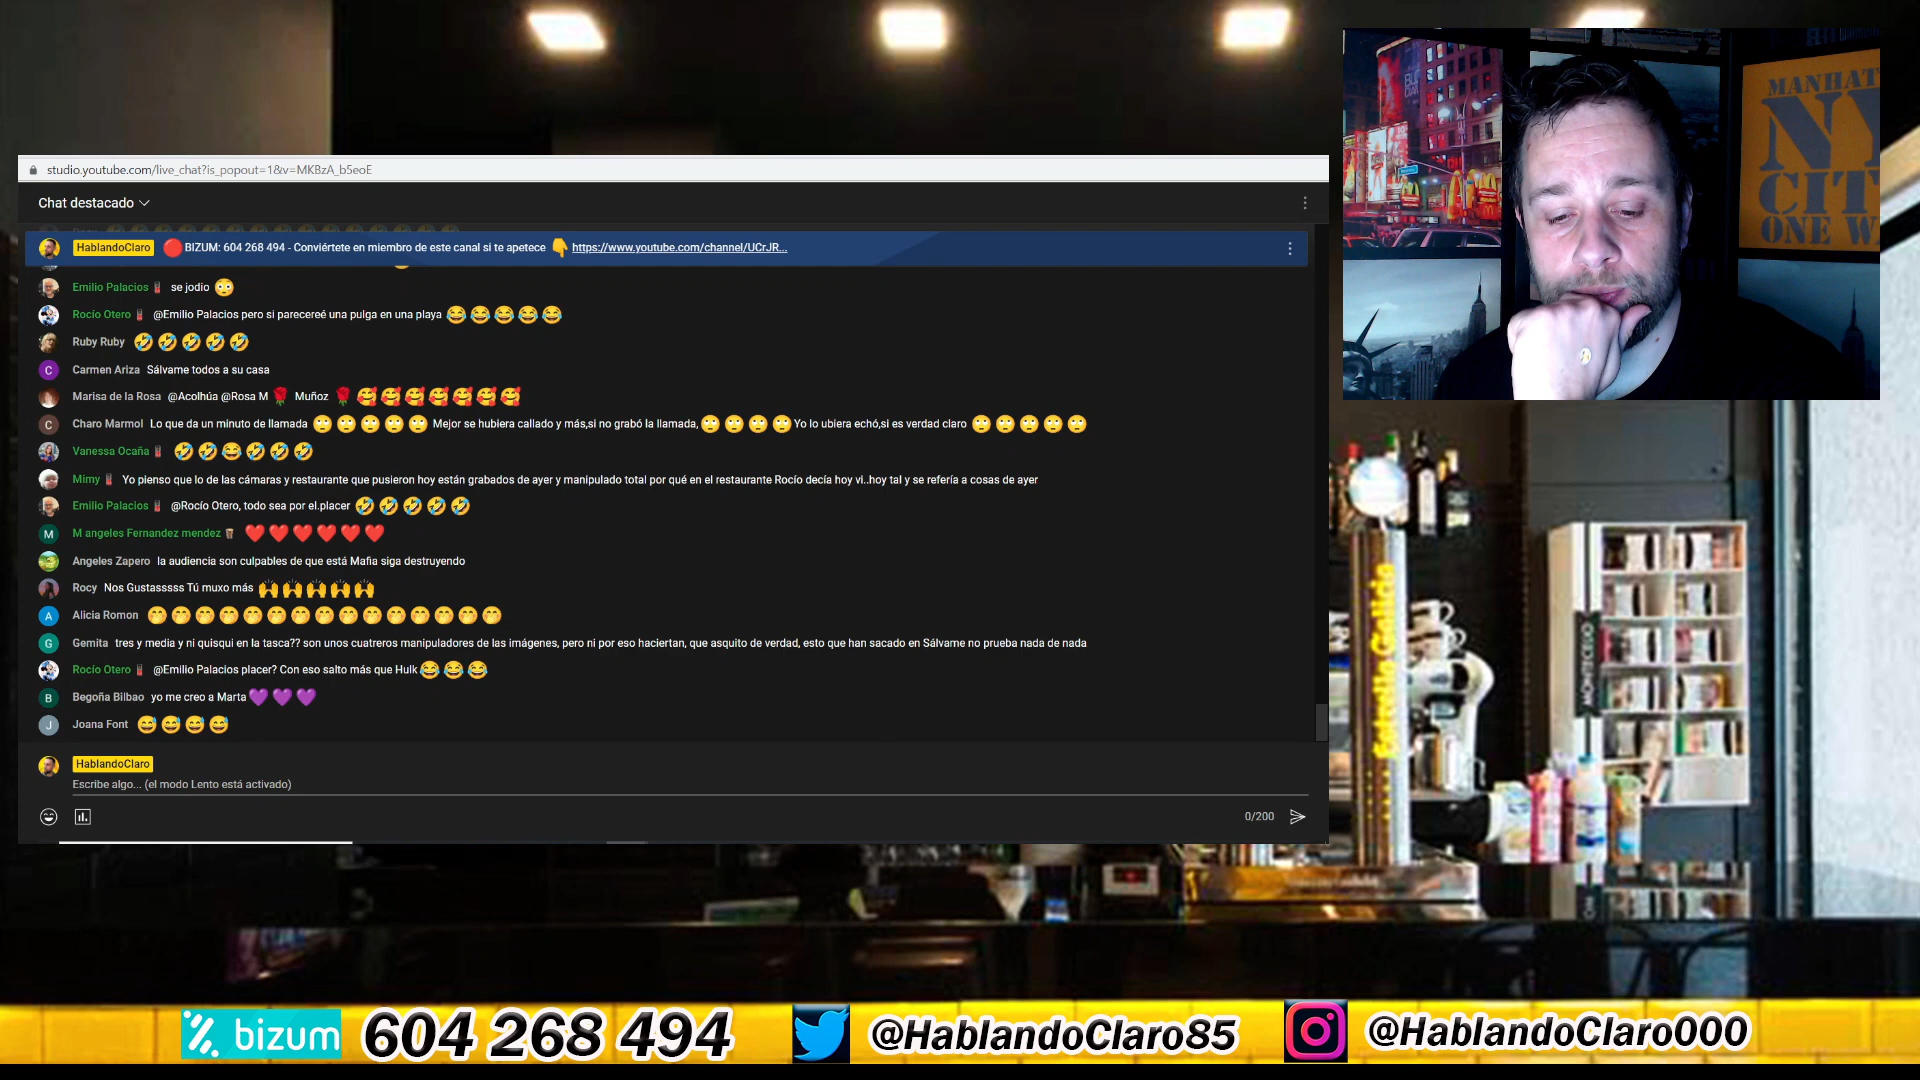 studio.youtube.com/live_chat?is_popout=1&v=MKBzA_b5eoE
Chat destacado
HablandoClaro 🔴BIZUM: 604 268 494 - Conviértete en miembro de este canal si te apetece 👇 https://www.youtube.com/channel/UCrJR...
Emilio Palacios se jodio 😳
Rocío Otero @Emilio Palacios pero si parecereé una pulga en una playa 😂😂😂😂😂
Ruby Ruby 🤣🤣🤣🤣🤣
Carmen Ariza Sálvame todos a su casa
Marisa de la Rosa @Acolhúa @Rosa M🌹 Muñoz 🌹🥰🥰🥰🥰🥰🥰🥰
Charo Marmol Lo que da un minuto de llamada 🙄🙄🙄🙄🙄 Mejor se hubiera callado y más,si no grabó la llamada,🙄🙄🙄🙄Yo lo ubiera echó,si es verdad claro 🙄🙄🙄🙄🙄
Vanessa Ocaña 🤣🤣😂🤣🤣🤣
Mimy Yo pienso que lo de las cámaras y restaurante que pusieron hoy están grabados de ayer y manipulado total por qué en el restaurante Rocío decía hoy vi..hoy tal y se refería a cosas de ayer
Emilio Palacios @Rocío Otero, todo sea por el.placer 🤣🤣🤣🤣🤣
M angeles Fernandez mendez ❤️❤️❤️❤️❤️❤️
Angeles Zapero la audiencia son culpables de que está Mafia siga destruyendo
Rocy Nos Gustasssss Tú muxo más 🙌🙌🙌🙌🙌
Alicia Romon 🤭🤭🤭🤭🤭🤭🤭🤭🤭🤭🤭🤭🤭🤭🤭
Gemita tres y media y ni quisqui en la tasca?? son unos cuatreros manipuladores de las imágenes, pero ni por eso haciertan, que asquito de verdad, esto que han sacado en Sálvame no prueba nada de nada
Rocío Otero @Emilio Palacios placer? Con eso salto más que Hulk😂😂😂
Begoña Bilbao yo me creo a Marta💜💜💜
Joana Font 😅😅😅😅
HablandoClaro
Escribe algo... (el modo Lento está activado)
0/200
MANHAT
NY
CIT
ONE W
Estrella Galicia
MONTECELO
bizum 604 268 494 @HablandoClaro85 @HablandoClaro000